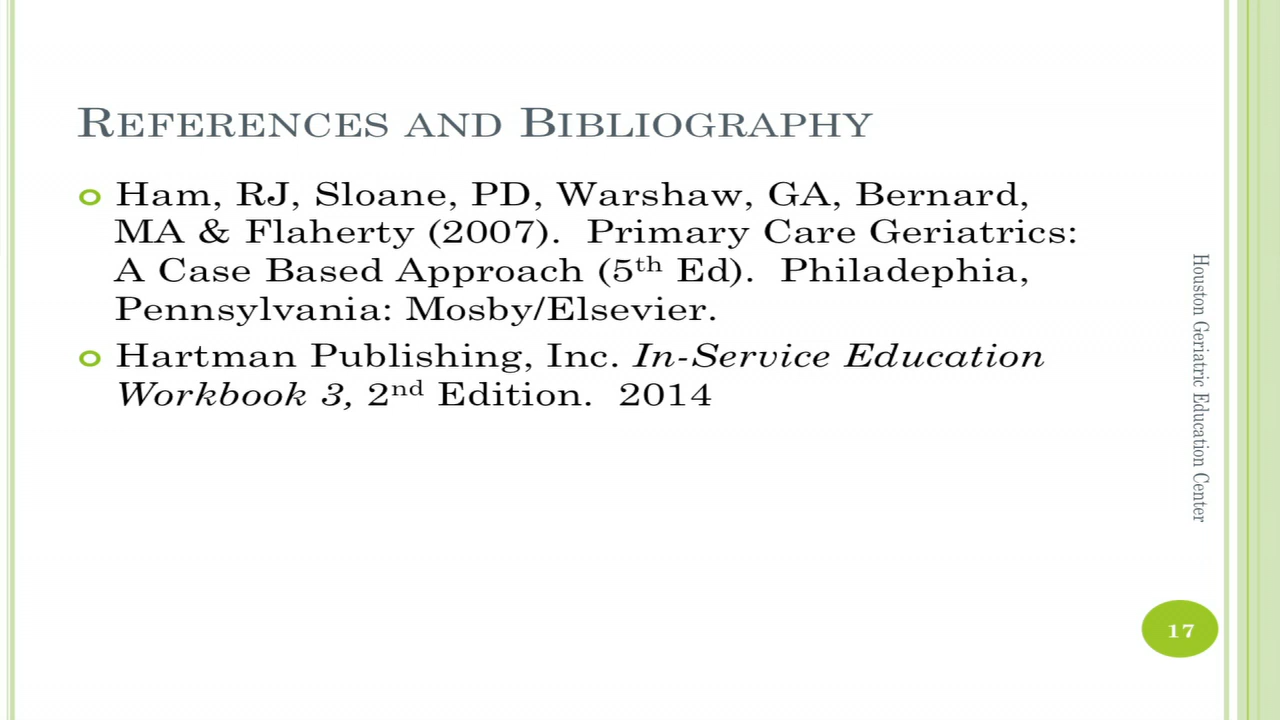 References and Bibliography
Ham, RJ, Sloane, PD, Warshaw, GA, Bernard,
MA & Flaherty (2007).  Primary Care Geriatrics:
A Case Based Approach (5th Ed).  Philadephia,
Pennsylvania: Mosby/Elsevier.
Hartman Publishing, Inc. In-Service Education
Workbook 3, 2nd Edition.  2014
Houston Geriatric Education Center
17